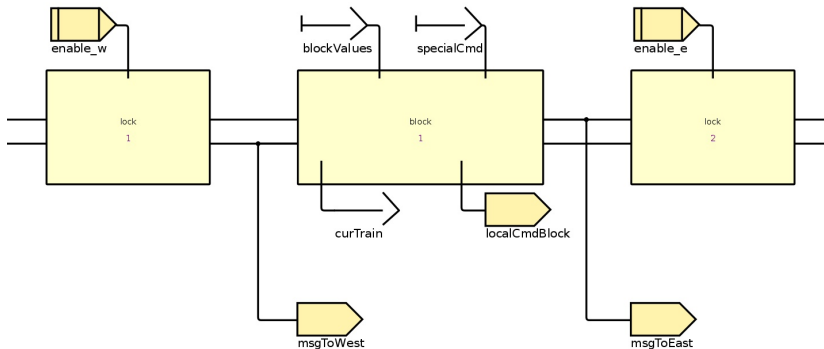 enable_w
blockValues
specialCmd
enable_e
lock
1
block
1
lock
2
curTrain
localCmdBlock
msgToWest
msgToEast